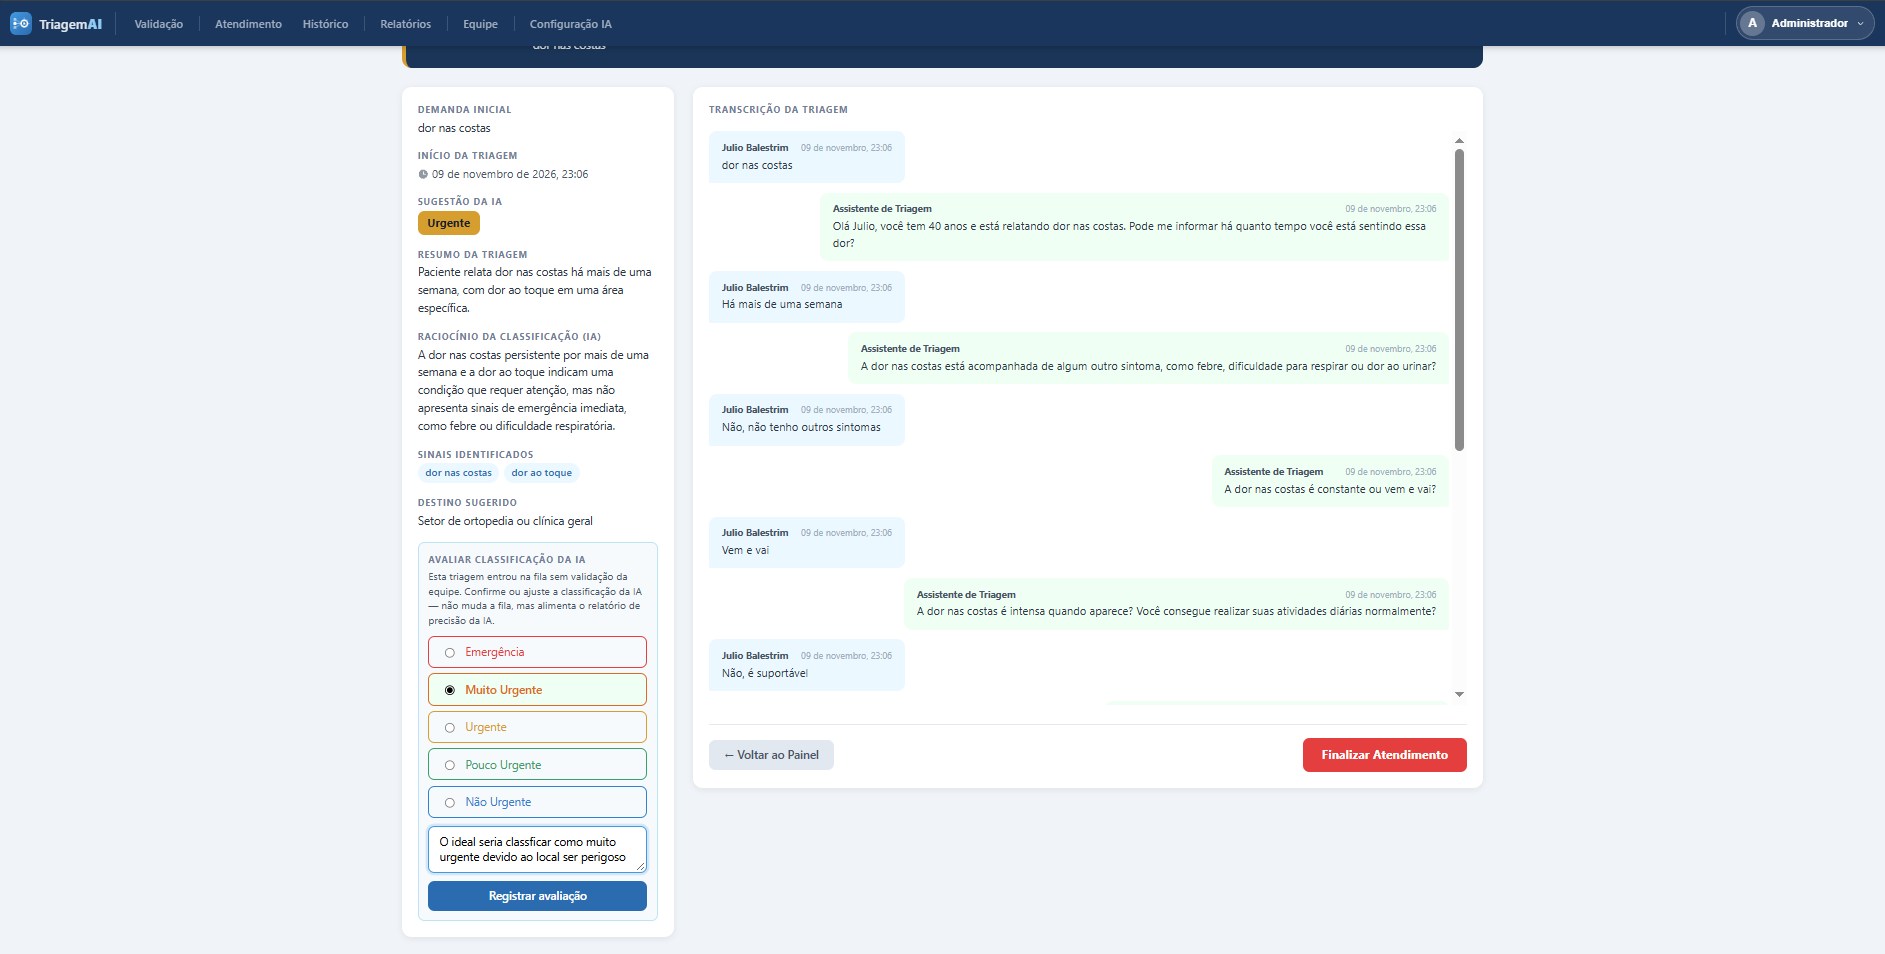 TriagemAI
Validação
Atendimento
Histórico
Relatórios
Equipe
Configuração IA
A
Administrador
dor nas costas
DEMANDA INICIAL
dor nas costas
INÍCIO DA TRIAGEM
09 de novembro de 2026, 23:06
SUGESTÃO DA IA
Urgente
RESUMO DA TRIAGEM
Paciente relata dor nas costas há mais de uma
semana, com dor ao toque em uma área
específica.
RACIOCÍNIO DA CLASSIFICAÇÃO (IA)
A dor nas costas persistente por mais de uma
semana e a dor ao toque indicam uma
condição que requer atenção, mas não
apresenta sinais de emergência imediata,
como febre ou dificuldade respiratória.
SINAIS IDENTIFICADOS
dor nas costas
dor ao toque
DESTINO SUGERIDO
Setor de ortopedia ou clínica geral
AVALIAR CLASSIFICAÇÃO DA IA
Esta triagem entrou na fila sem validação da
equipe. Confirme ou ajuste a classificação da IA
— não muda a fila, mas alimenta o relatório de
precisão da IA.
Emergência
Muito Urgente
Urgente
Pouco Urgente
Não Urgente
O ideal seria classficar como muito
urgente devido ao local ser perigoso
Registrar avaliação
TRANSCRIÇÃO DA TRIAGEM
Julio Balestrim 09 de novembro, 23:06
dor nas costas
Assistente de Triagem 09 de novembro, 23:06
Olá Julio, você tem 40 anos e está relatando dor nas costas. Pode me informar há quanto tempo você está sentindo essa
dor?
Julio Balestrim 09 de novembro, 23:06
Há mais de uma semana
Assistente de Triagem 09 de novembro, 23:06
A dor nas costas está acompanhada de algum outro sintoma, como febre, dificuldade para respirar ou dor ao urinar?
Julio Balestrim 09 de novembro, 23:06
Não, não tenho outros sintomas
Assistente de Triagem 09 de novembro, 23:06
A dor nas costas é constante ou vem e vai?
Julio Balestrim 09 de novembro, 23:06
Vem e vai
Assistente de Triagem 09 de novembro, 23:06
A dor nas costas é intensa quando aparece? Você consegue realizar suas atividades diárias normalmente?
Julio Balestrim 09 de novembro, 23:06
Não, é suportável
← Voltar ao Painel
Finalizar Atendimento